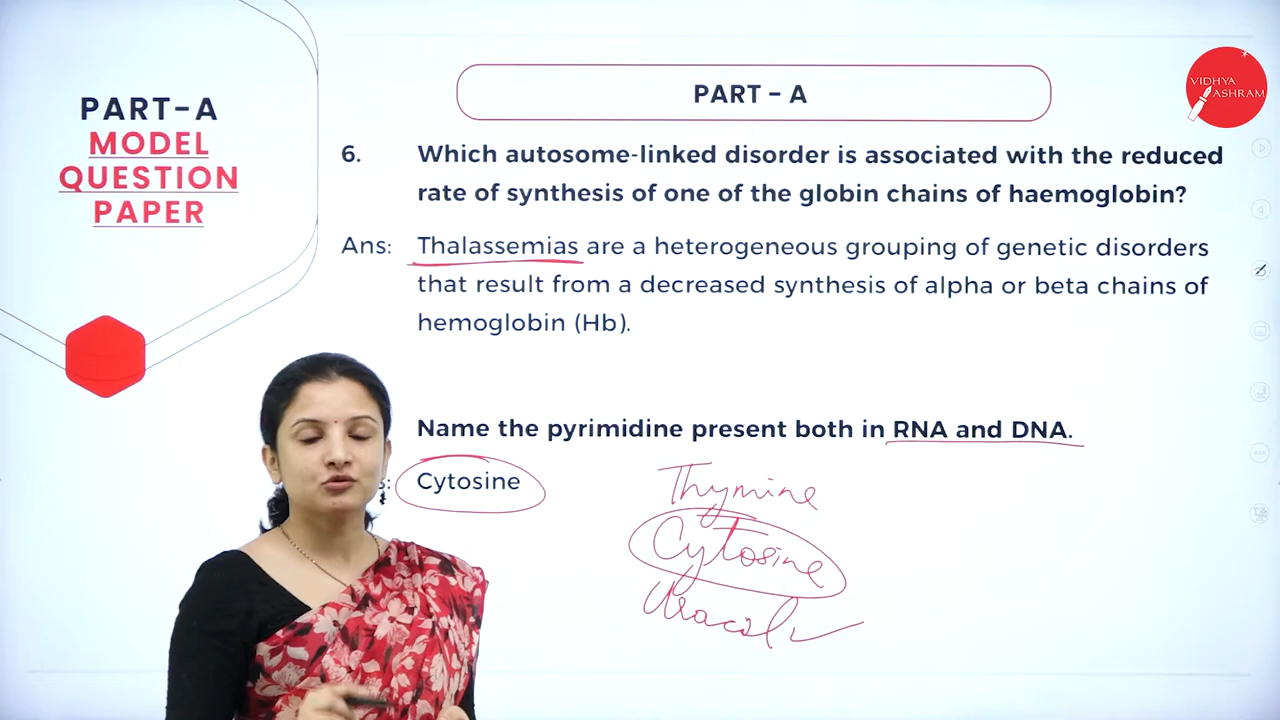 PART-A
MODEL
QUESTION
PAPER
PART - A
VIDHYA
ASHRAM
6. Which autosome-linked disorder is associated with the reduced
rate of synthesis of one of the globin chains of haemoglobin?
Ans: Thalassemias are a heterogeneous grouping of genetic disorders
that result from a decreased synthesis of alpha or beta chains of
hemoglobin (Hb).
Name the pyrimidine present both in RNA and DNA.
s: Cytosine
Thymine
Cytosine
Uracil